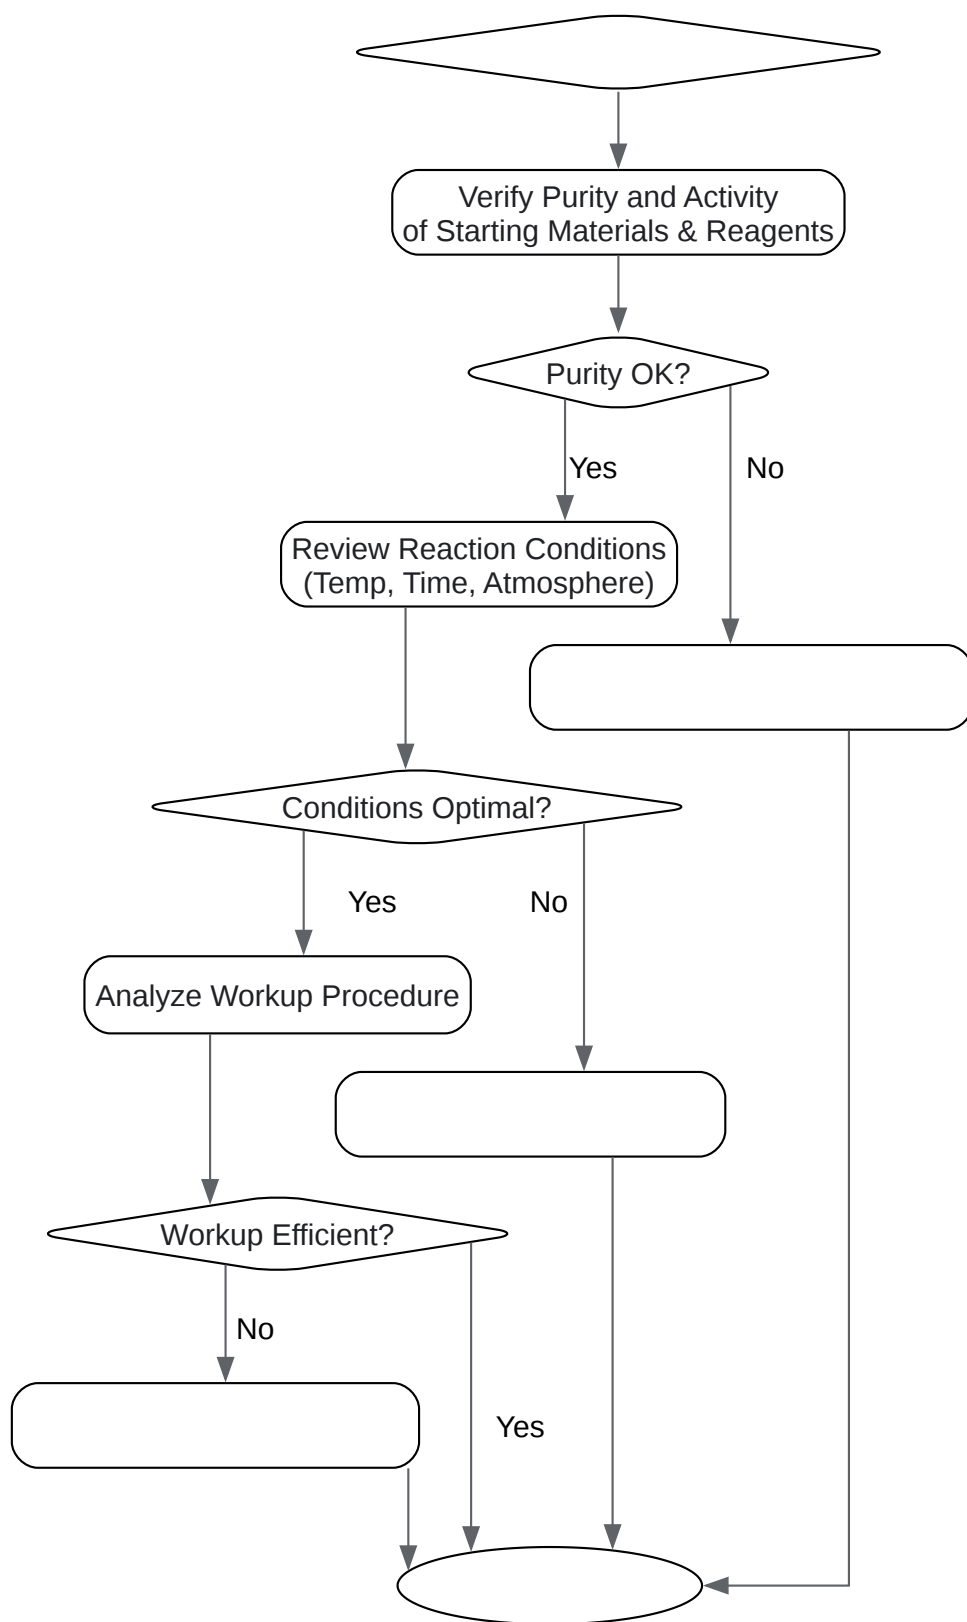 Verify Purity and Activity
of Starting Materials & Reagents
Purity OK?
Yes
No
Review Reaction Conditions
(Temp, Time, Atmosphere)
Conditions Optimal?
Yes
No
Analyze Workup Procedure
Workup Efficient?
No
Yes